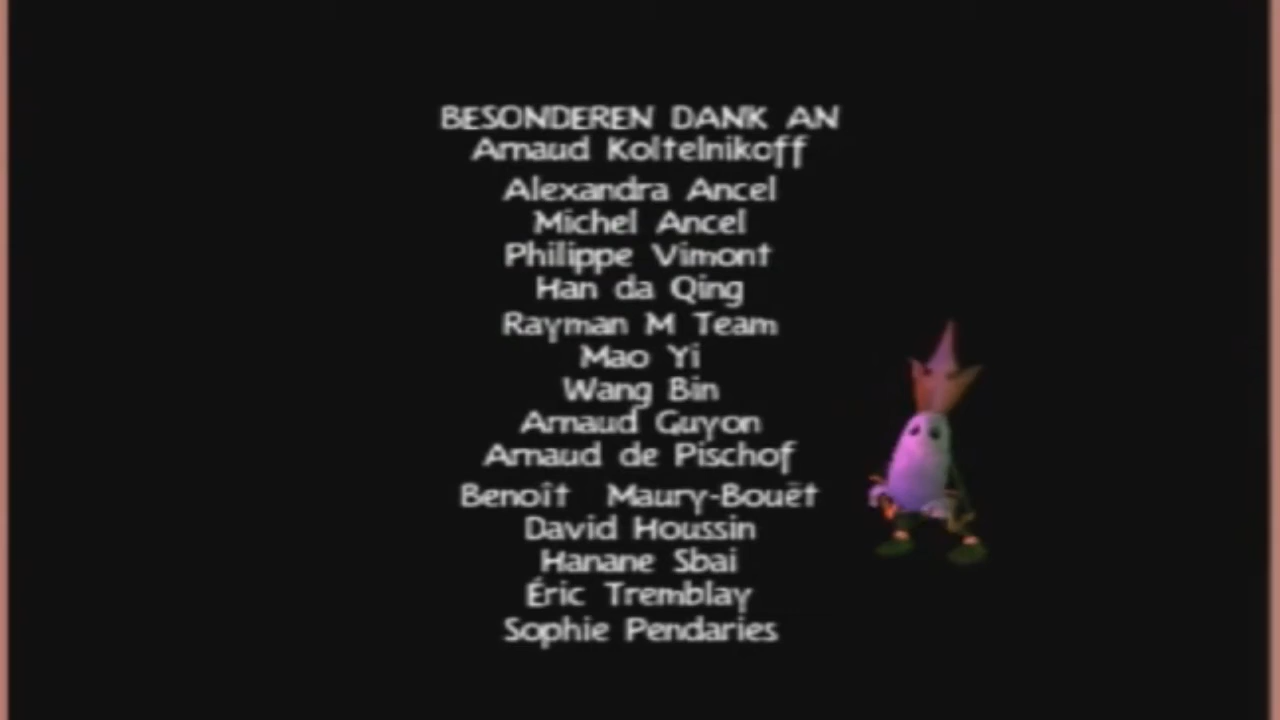 BESONDEREN DANK AN
Arnaud Koltelnikoff
Alexandra Ancel
Michel Ancel
Philippe Vimont
Han da Qing
Rayman M Team
Mao Yi
Wang Bin
Arnaud Guyon
Arnaud de Pischof
Benoît Maury-Bouët
David Houssin
Hanane Sbai
Éric Tremblay
Sophie Pendaries